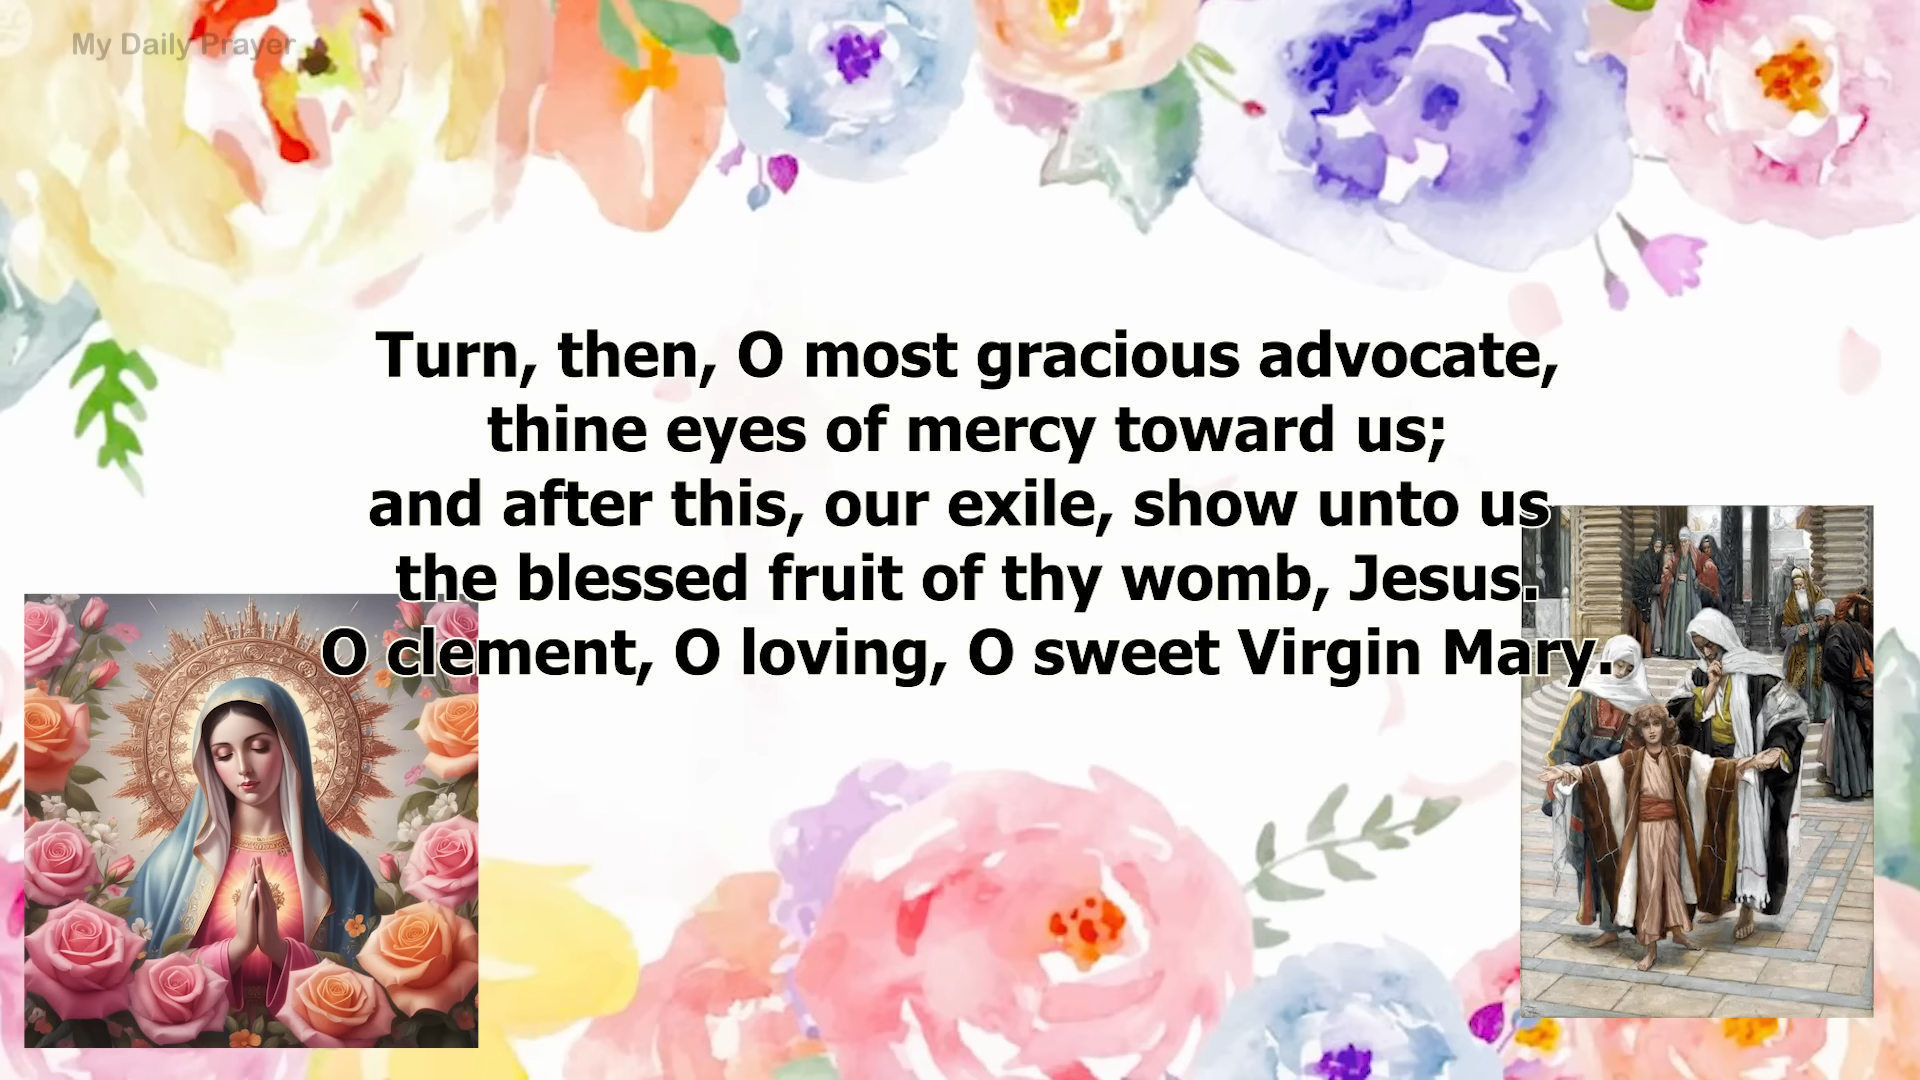 My Daily Prayer
Turn, then, O most gracious advocate,
thine eyes of mercy toward us;
and after this, our exile, show unto us
the blessed fruit of thy womb, Jesus.
O clement, O loving, O sweet Virgin Mary.